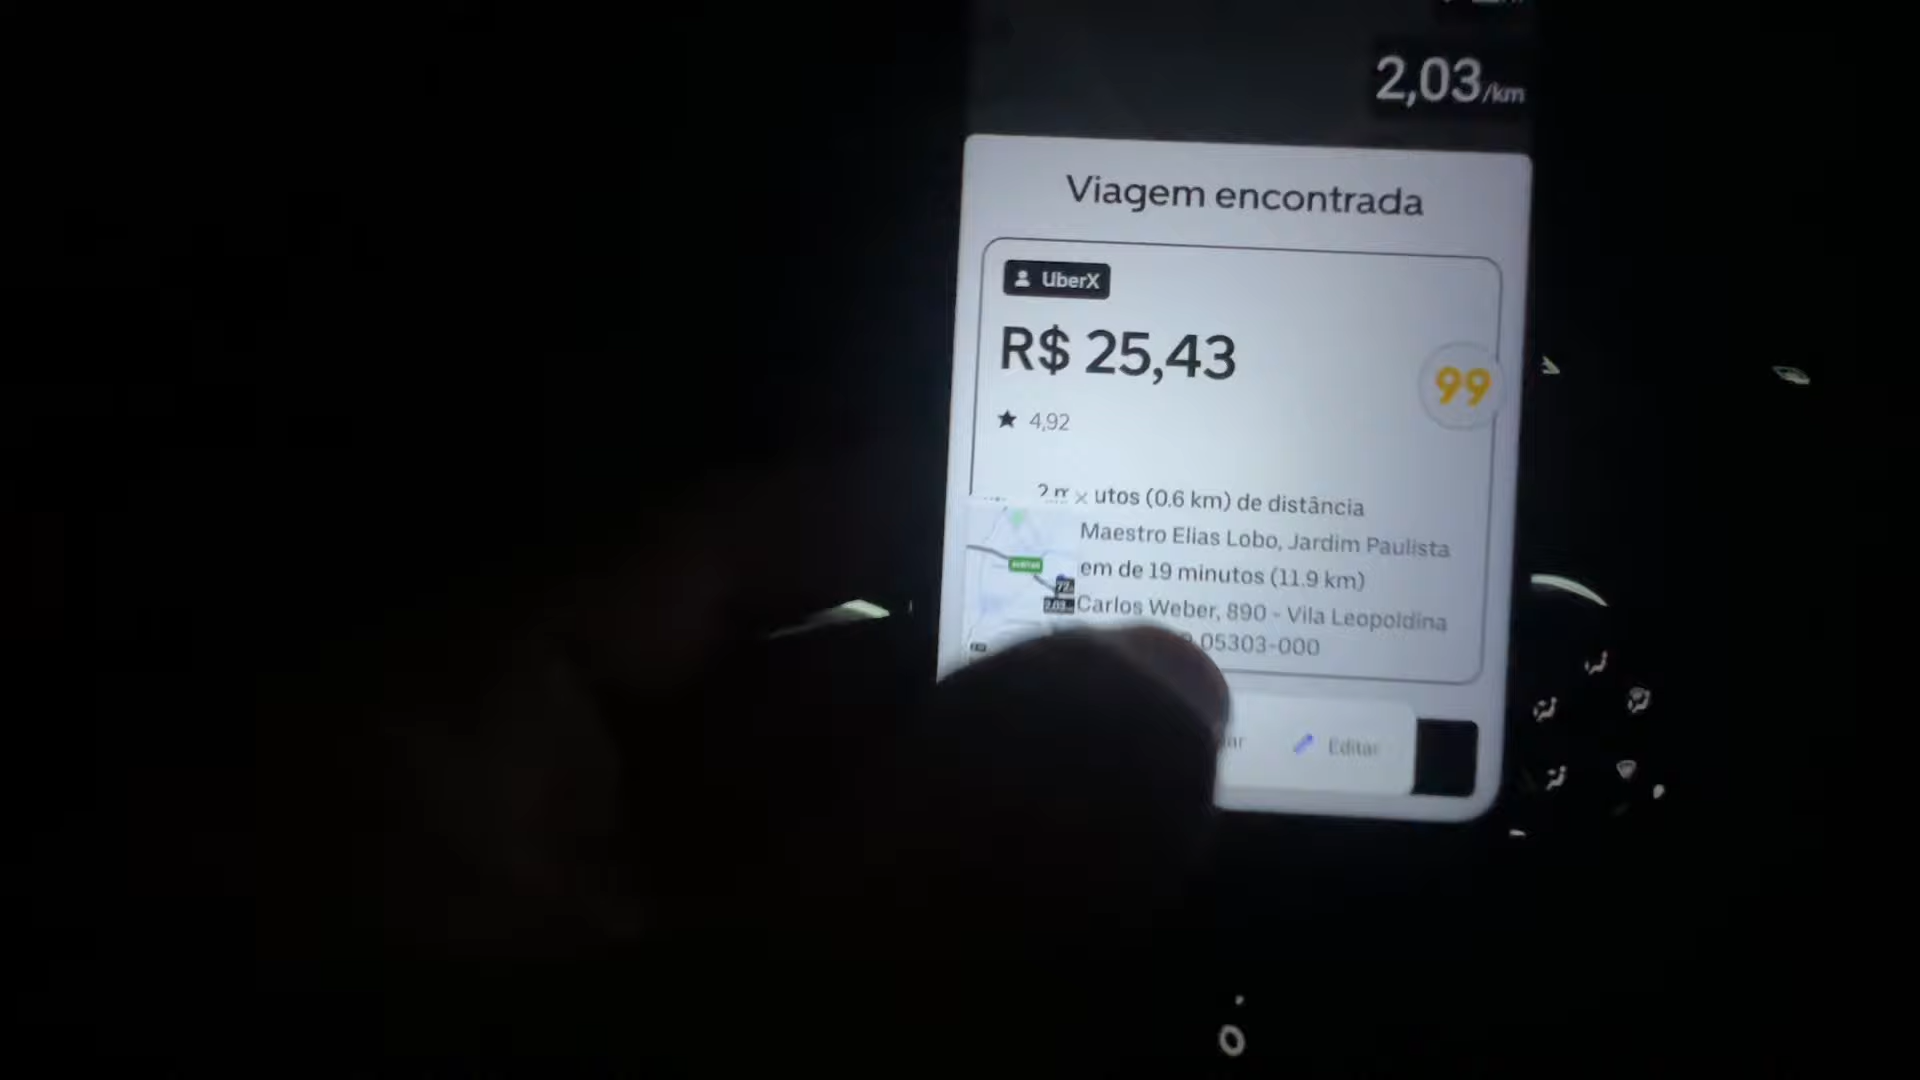 2,03/km
Viagem encontrada
UberX
R$ 25,43
99
4,92
utos (0.6 km) de distância
Maestro Elias Lobo, Jardim Paulista
em de 19 minutos (11.9 km)
Carlos Weber, 890 - Vila Leopoldina
05303-000
Editar